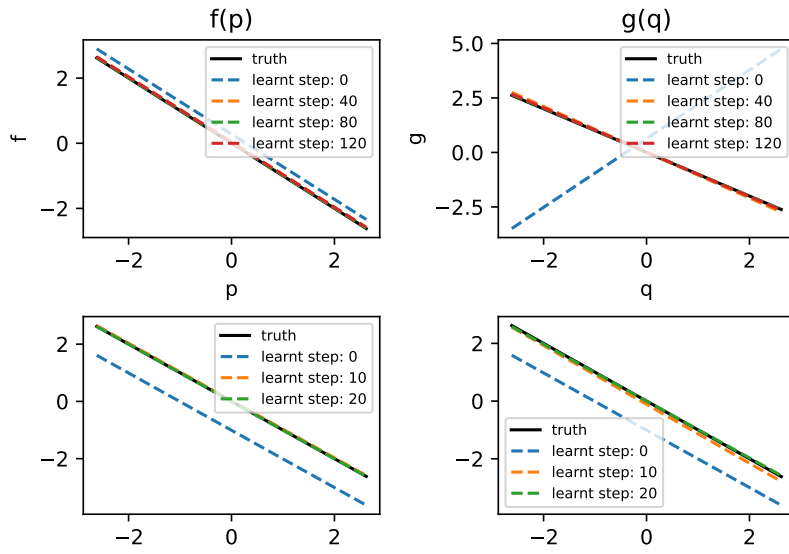 f(p)
g(q)
f
2
0
−2
truth
learnt step: 0
learnt step: 40
learnt step: 80
learnt step: 120
−2
0
2
p
g
5.0
2.5
0.0
−2.5
truth
learnt step: 0
learnt step: 40
learnt step: 80
learnt step: 120
−2
0
2
q
2
0
−2
truth
learnt step: 0
learnt step: 10
learnt step: 20
−2
0
2
p
2
0
−2
truth
learnt step: 0
learnt step: 10
learnt step: 20
−2
0
2
q